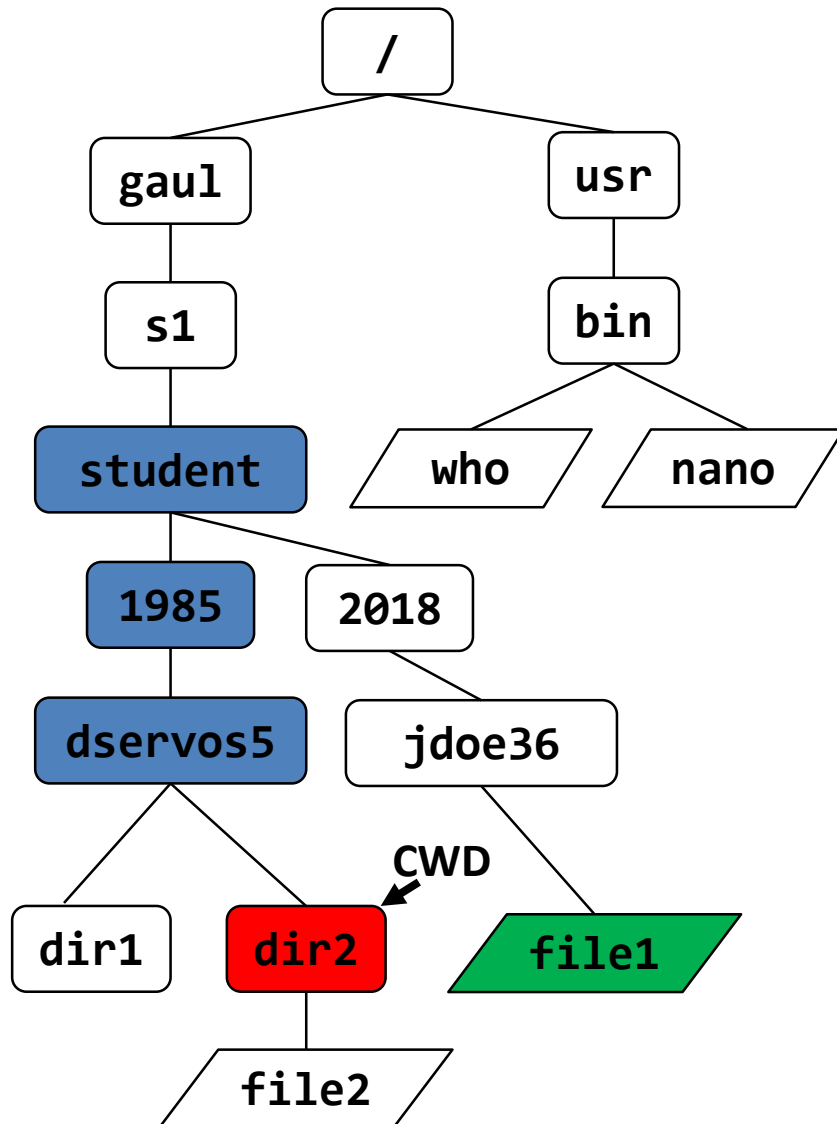 /
gaul
usr
s1
bin
student
who
nano
1985
2018
dservos5
jdoe36
CWD
dir1
dir2
file1
file2